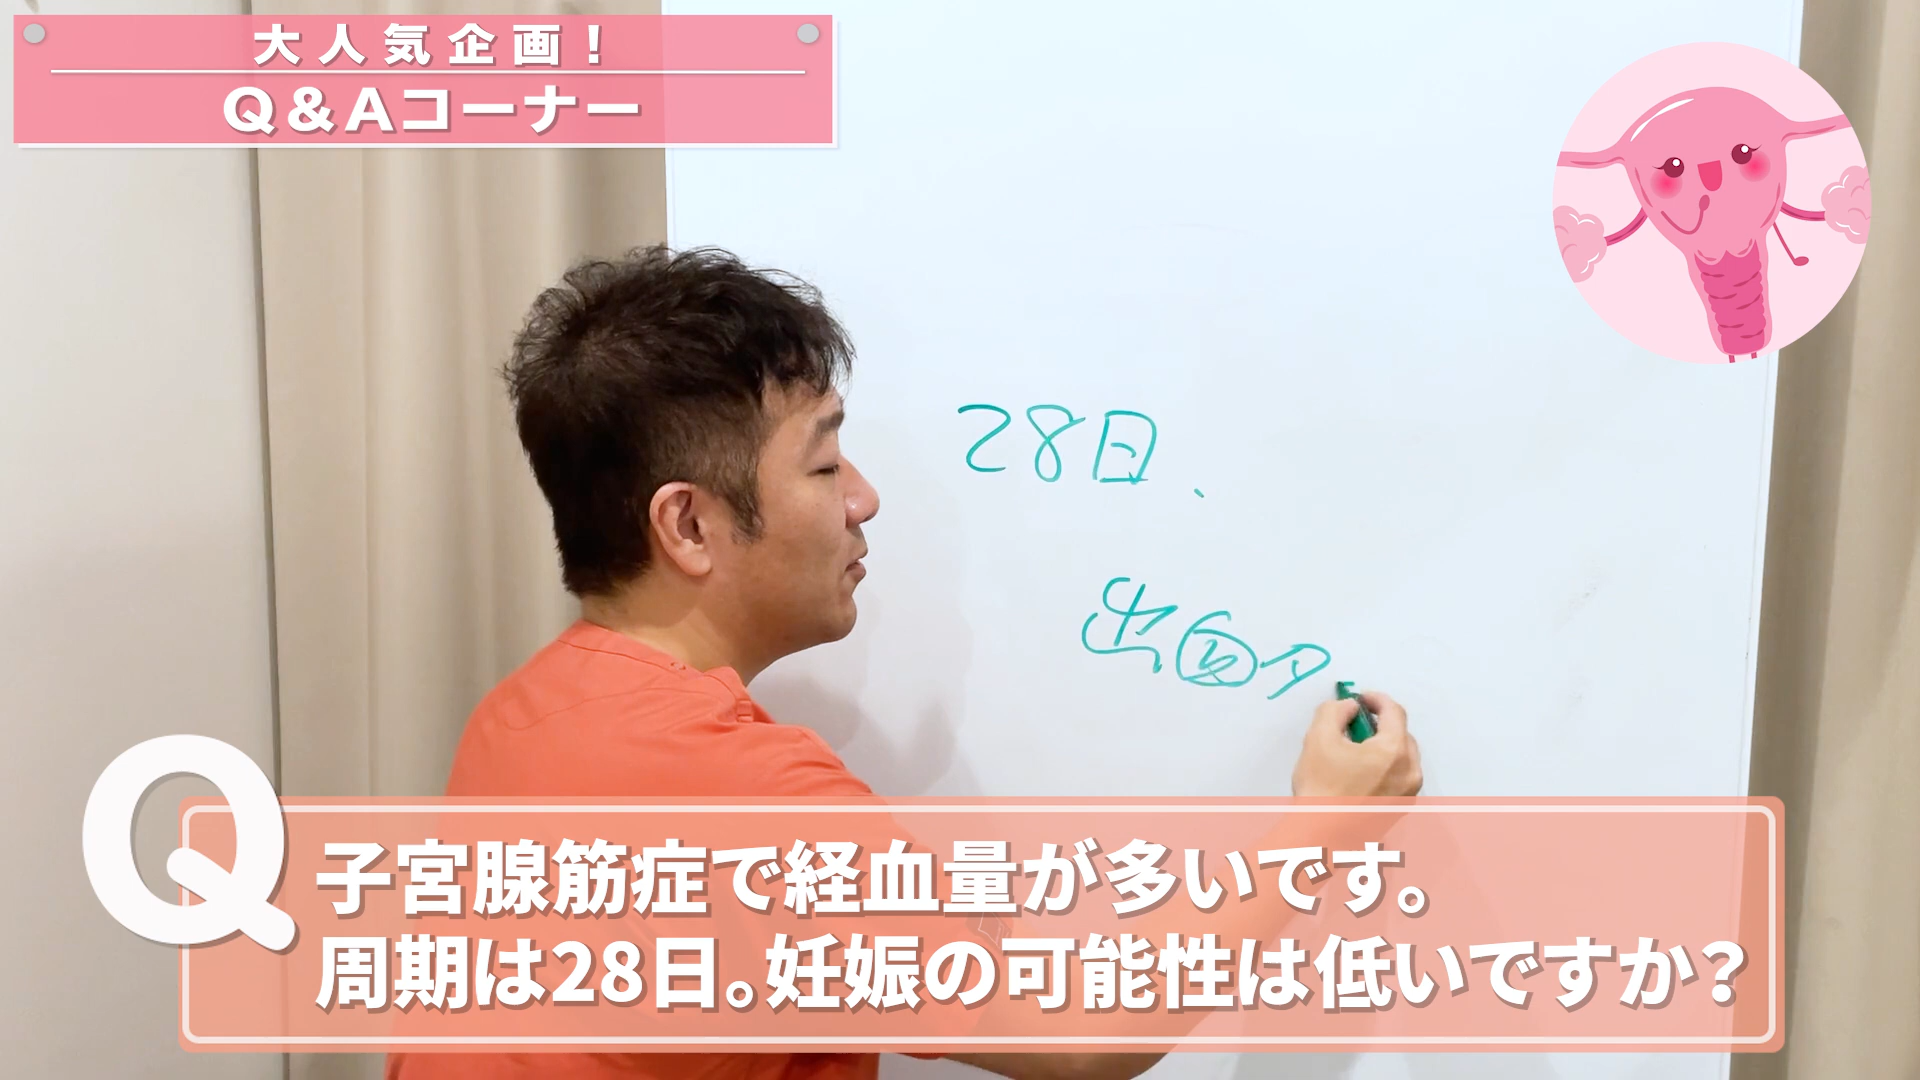 大人気企画！
Q&Aコーナー
28日、
出血
Q
子宮腺筋症で経血量が多いです。
周期は28日。妊娠の可能性は低いですか？